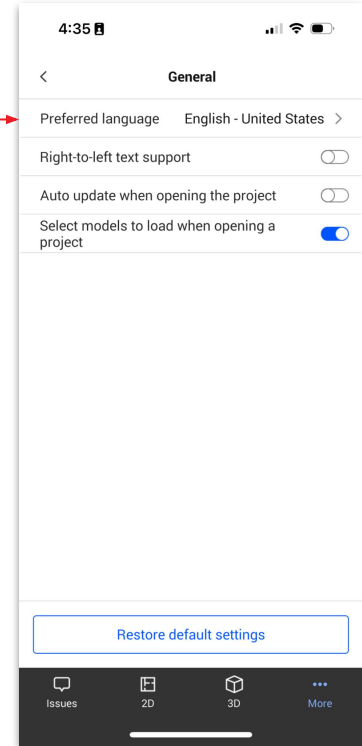 4:35
General
Preferred language English - United States
Right-to-left text support
Auto update when opening the project
Select models to load when opening a
project
Restore default settings
Issues 2D 3D More